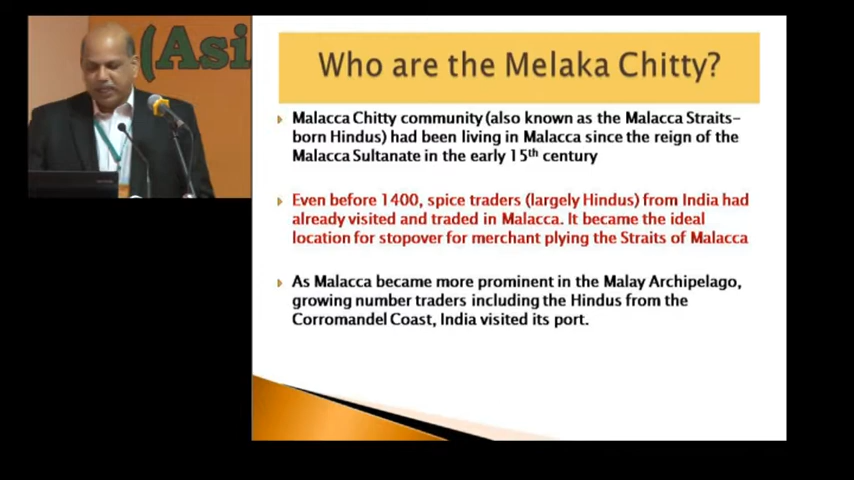 (Asi
Who are the Melaka Chitty?
Malacca Chitty community (also known as the Malacca Straits-
born Hindus) had been living in Malacca since the reign of the
Malacca Sultanate in the early 15th century
Even before 1400, spice traders (largely Hindus) from India had
already visited and traded in Malacca. It became the ideal
location for stopover for merchant plying the Straits of Malacca
As Malacca became more prominent in the Malay Archipelago,
growing number traders including the Hindus from the
Corromandel Coast, India visited its port.